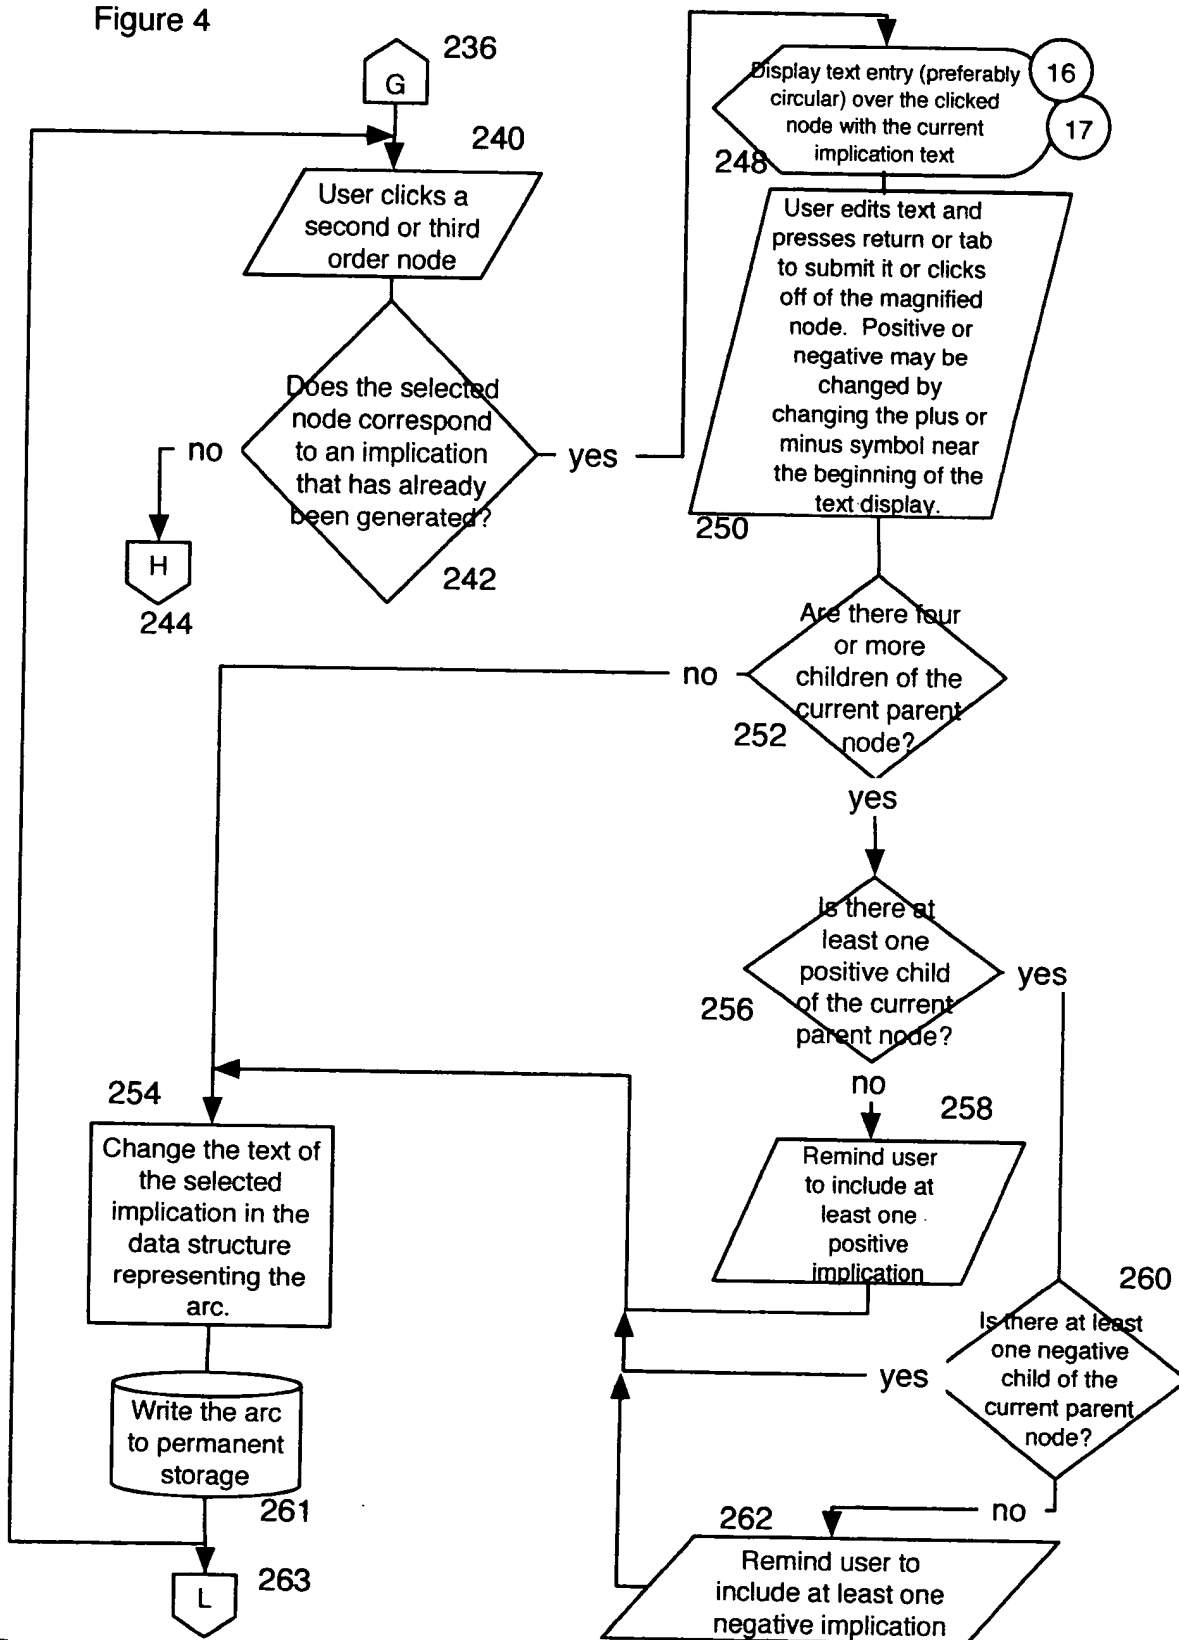 Figure 4
236
G
240
User clicks a
second or third
order node
Does the selected
node correspond
to an implication
that has already
been generated?
242
no
yes
H
244
Display text entry (preferably
circular) over the clicked
node with the current
implication text
16
17
248
User edits text and
presses return or tab
to submit it or clicks
off of the magnified
node. Positive or
negative may be
changed by
changing the plus or
minus symbol near
the beginning of the
text display.
250
Are there four
or more
children of the
current parent
node?
252
no
yes
Is there at
least one
positive child
of the current
parent node?
256
yes
no
258
Remind user
to include at
least one
positive
implication
254
Change the text of
the selected
implication in the
data structure
representing the
arc.
260
Is there at least
one negative
child of the
current parent
node?
yes
no
Write the arc
to permanent
storage
261
262
Remind user to
include at least one
negative implication
L
263